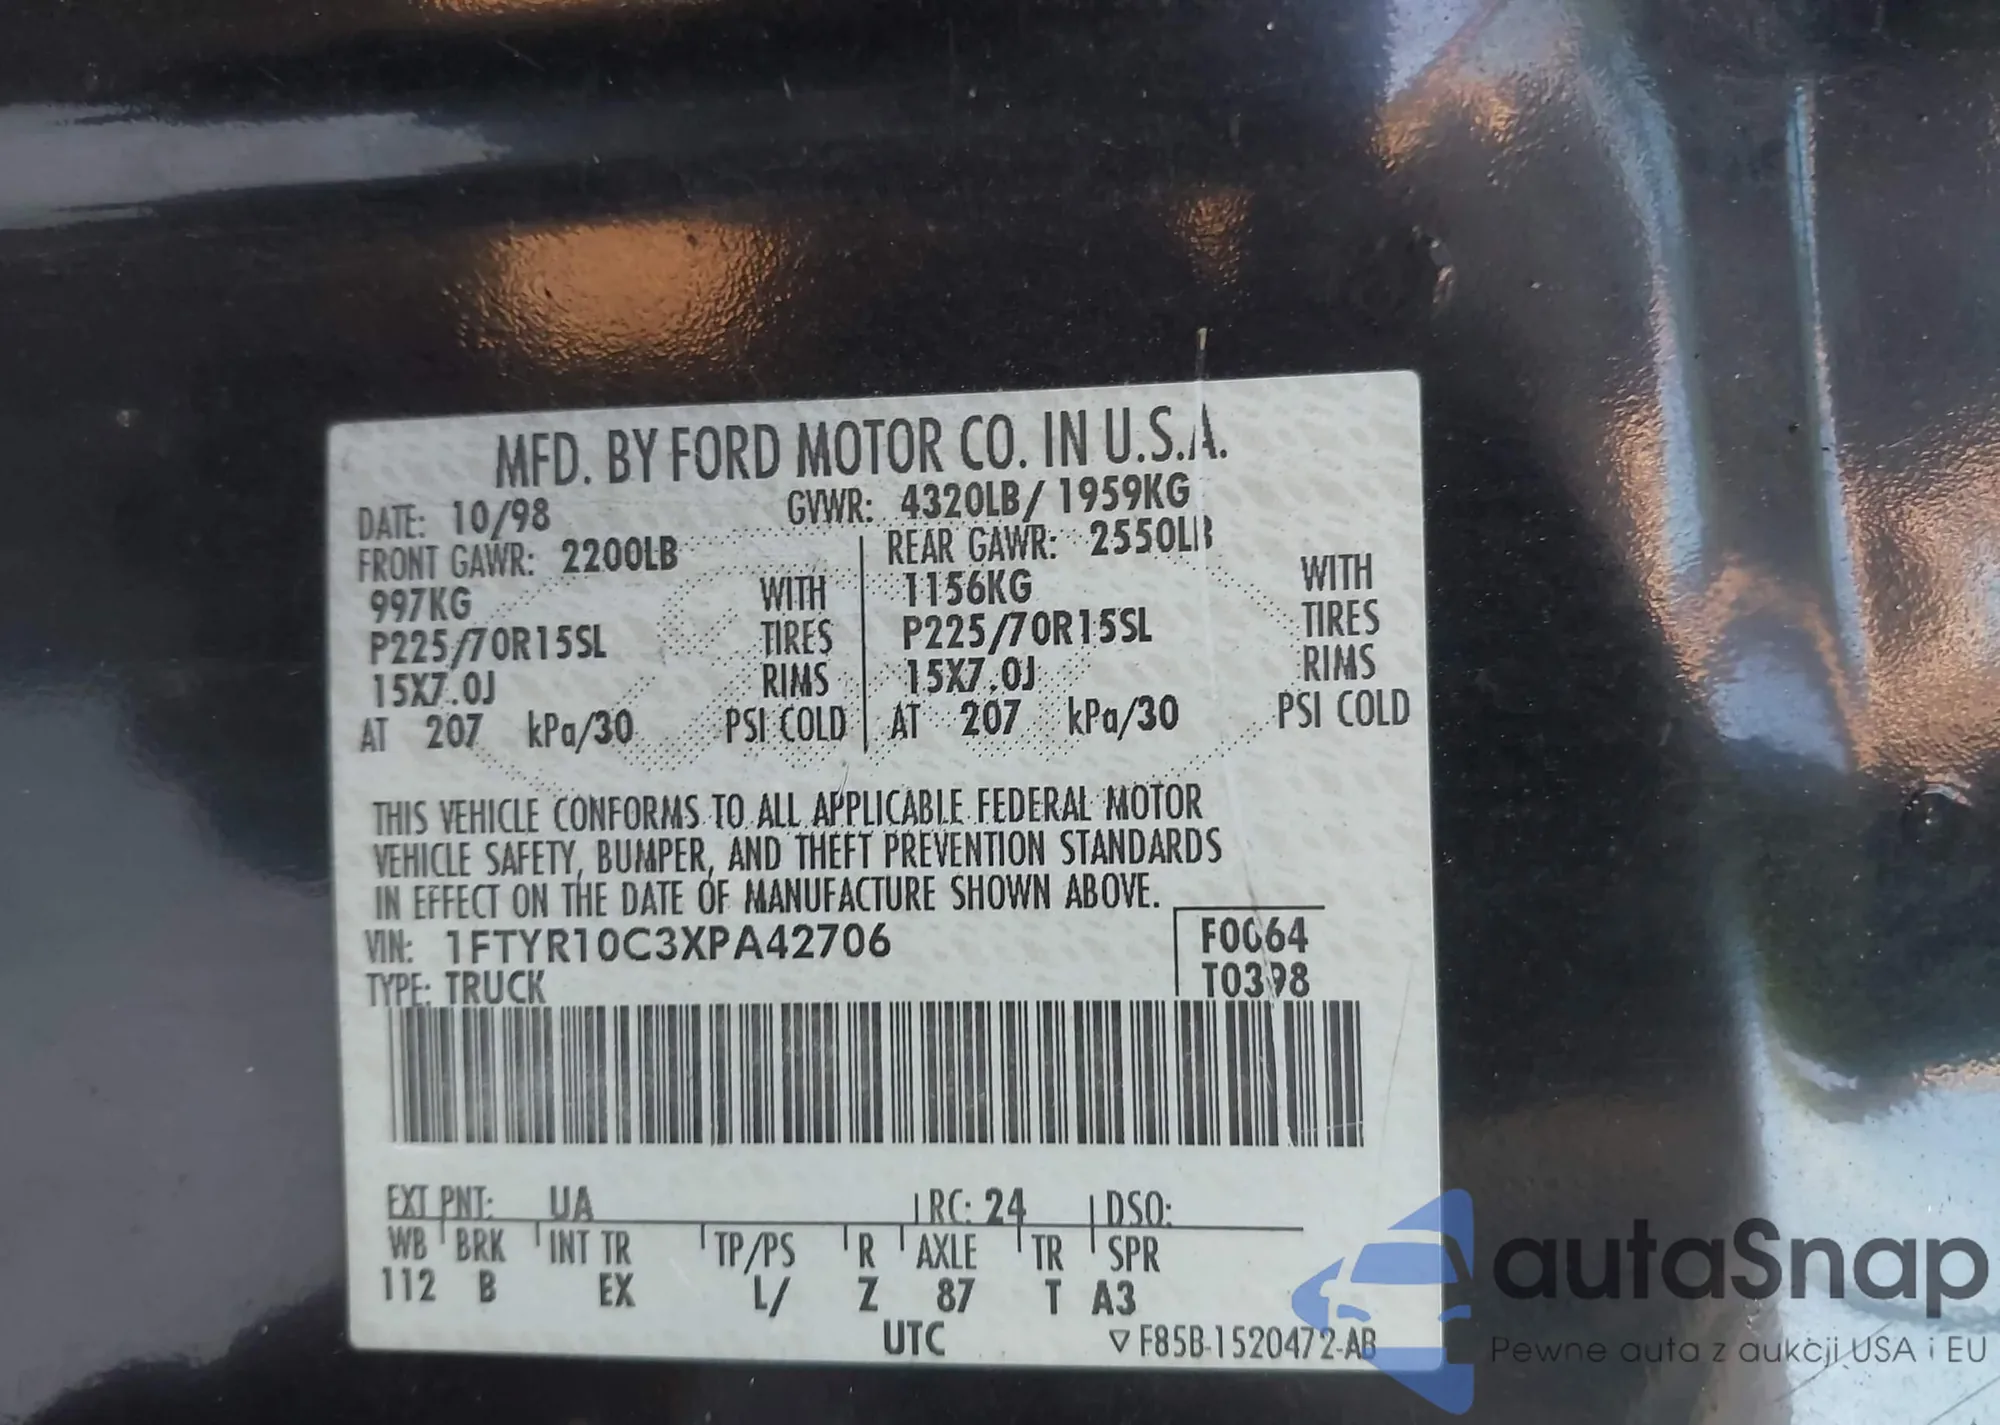 MFD. BY FORD MOTOR CO. IN U.S.A.
DATE: 10/98 GVWR: 4320LB/ 1959KG
FRONT GAWR: 2200LB REAR GAWR: 2550LB
997KG WITH 1156KG WITH
P225/70R15SL TIRES P225/70R15SL TIRES
15X7.0J RIMS 15X7.0J RIMS
AT 207 kPa/30 PSI COLD AT 207 kPa/30 PSI COLD
THIS VEHICLE CONFORMS TO ALL APPLICABLE FEDERAL MOTOR
VEHICLE SAFETY, BUMPER, AND THEFT PREVENTION STANDARDS
IN EFFECT ON THE DATE OF MANUFACTURE SHOWN ABOVE.
VIN: 1FTYR10C3XPA42706 F0064
TYPE: TRUCK T0398
EXT PNT: UA RC: 24 DSO:
WB BRK INT TR TP/PS R AXLE TR SPR
112 B EX L/ Z 87 T A3
UTC ▽ F85B-1520472-AB
autoSnap
Pewne auta z aukcji USA i EU